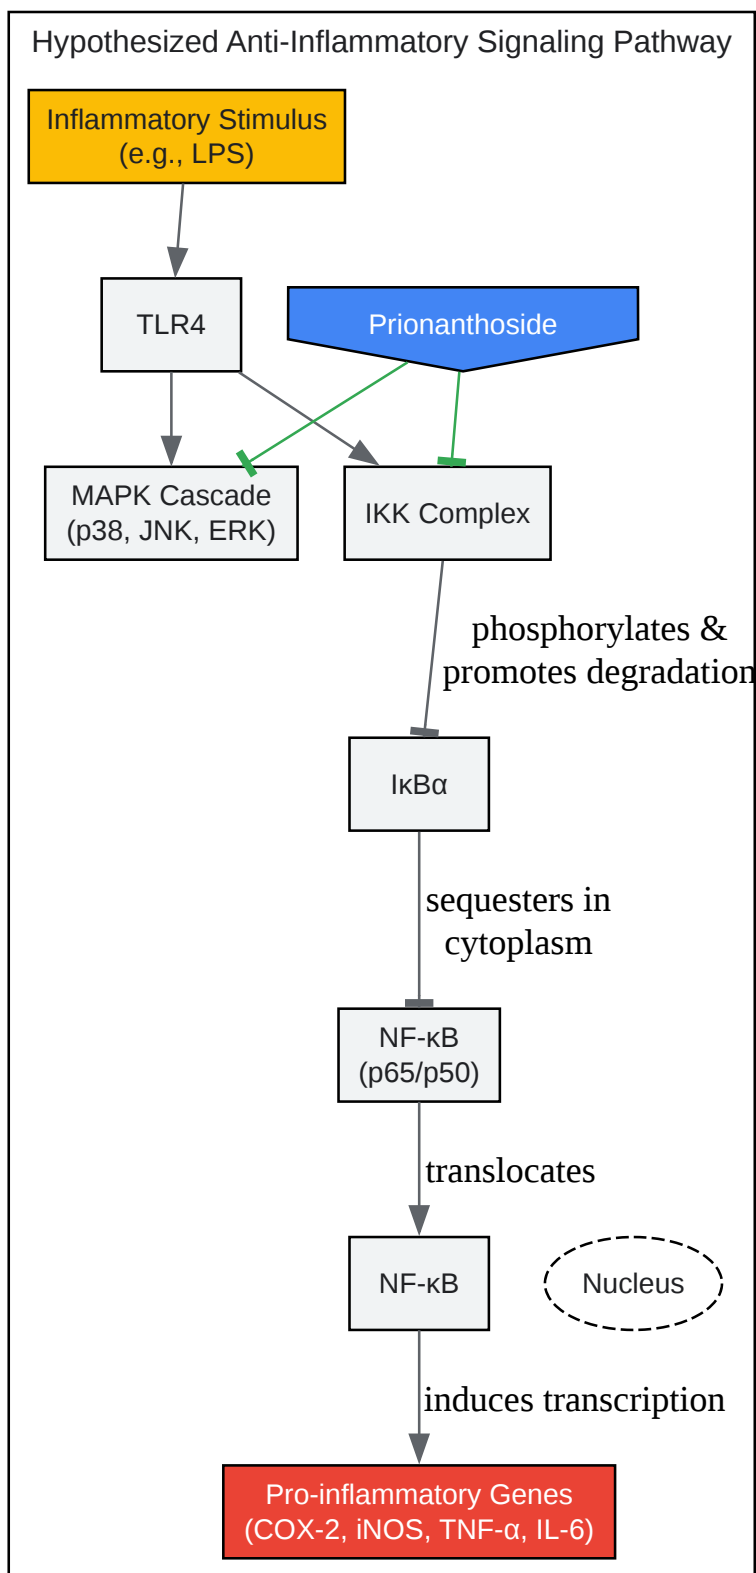 Hypothesized Anti-Inflammatory Signaling Pathway
Inflammatory Stimulus
(e.g., LPS)
TLR4
Prionanthoside
MAPK Cascade
(p38, JNK, ERK)
IKK Complex
phosphorylates &
promotes degradation
IκBα
sequesters in
cytoplasm
NF-κB
(p65/p50)
translocates
NF-κB
Nucleus
induces transcription
Pro-inflammatory Genes
(COX-2, iNOS, TNF-α, IL-6)